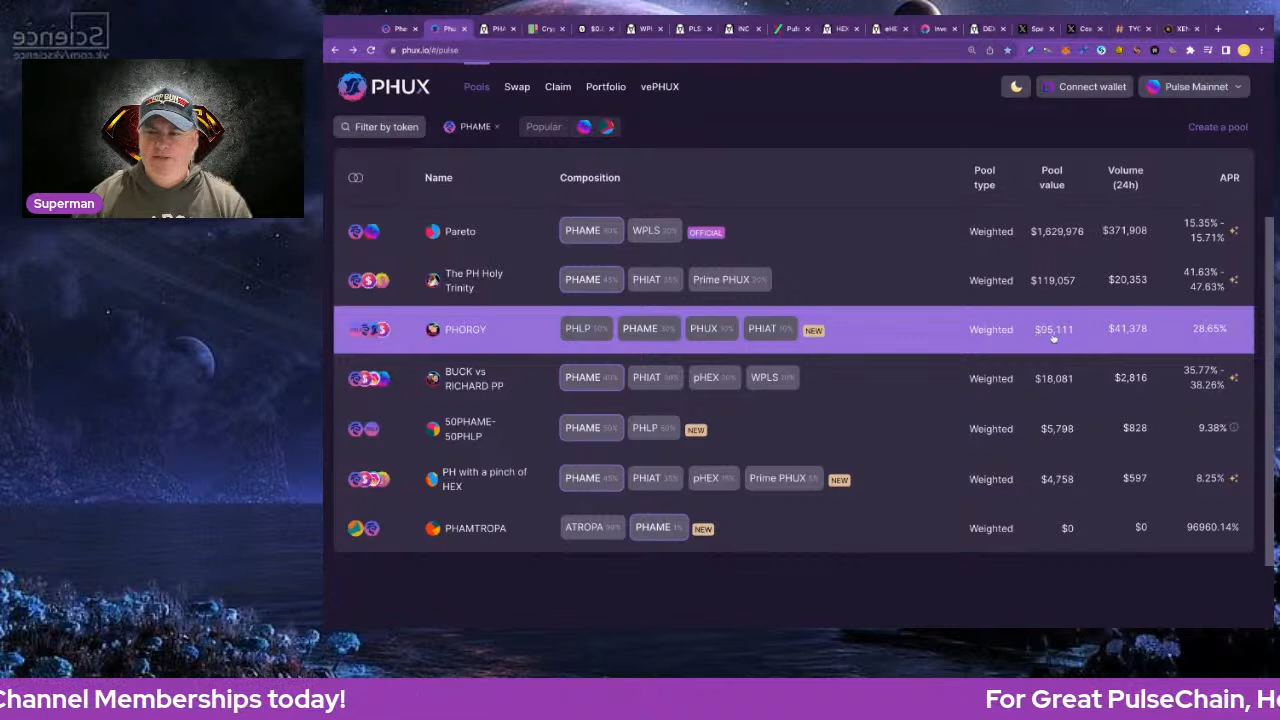 Science
vk.com/vkscience
Superman
phux.io/#/pulse
PHUX
Pools Swap Claim Portfolio vePHUX
Connect wallet Pulse Mainnet
Filter by token PHAME × Popular
Create a pool
Name Composition Pool type Pool value Volume (24h) APR
Pareto PHAME WPLS OFFICIAL Weighted $1,629,976 $371,908 15.35% - 15.71%
The PH Holy Trinity PHAME PHIAT Prime PHUX Weighted $119,057 $20,353 41.63% - 47.63%
PHORGY PHLP PHAME PHUX PHIAT NEW Weighted $95,111 $41,378 28.65%
BUCK vs RICHARD PP PHAME PHIAT pHEX WPLS Weighted $18,081 $2,816 35.77% - 38.26%
50PHAME-50PHLP PHAME PHLP NEW Weighted $5,798 $828 9.38%
PH with a pinch of HEX PHAME PHIAT pHEX Prime PHUX NEW Weighted $4,758 $597 8.25%
PHAMTROPA ATROPA PHAME NEW Weighted $0 $0 96960.14%
Channel Memberships today! For Great PulseChain, He